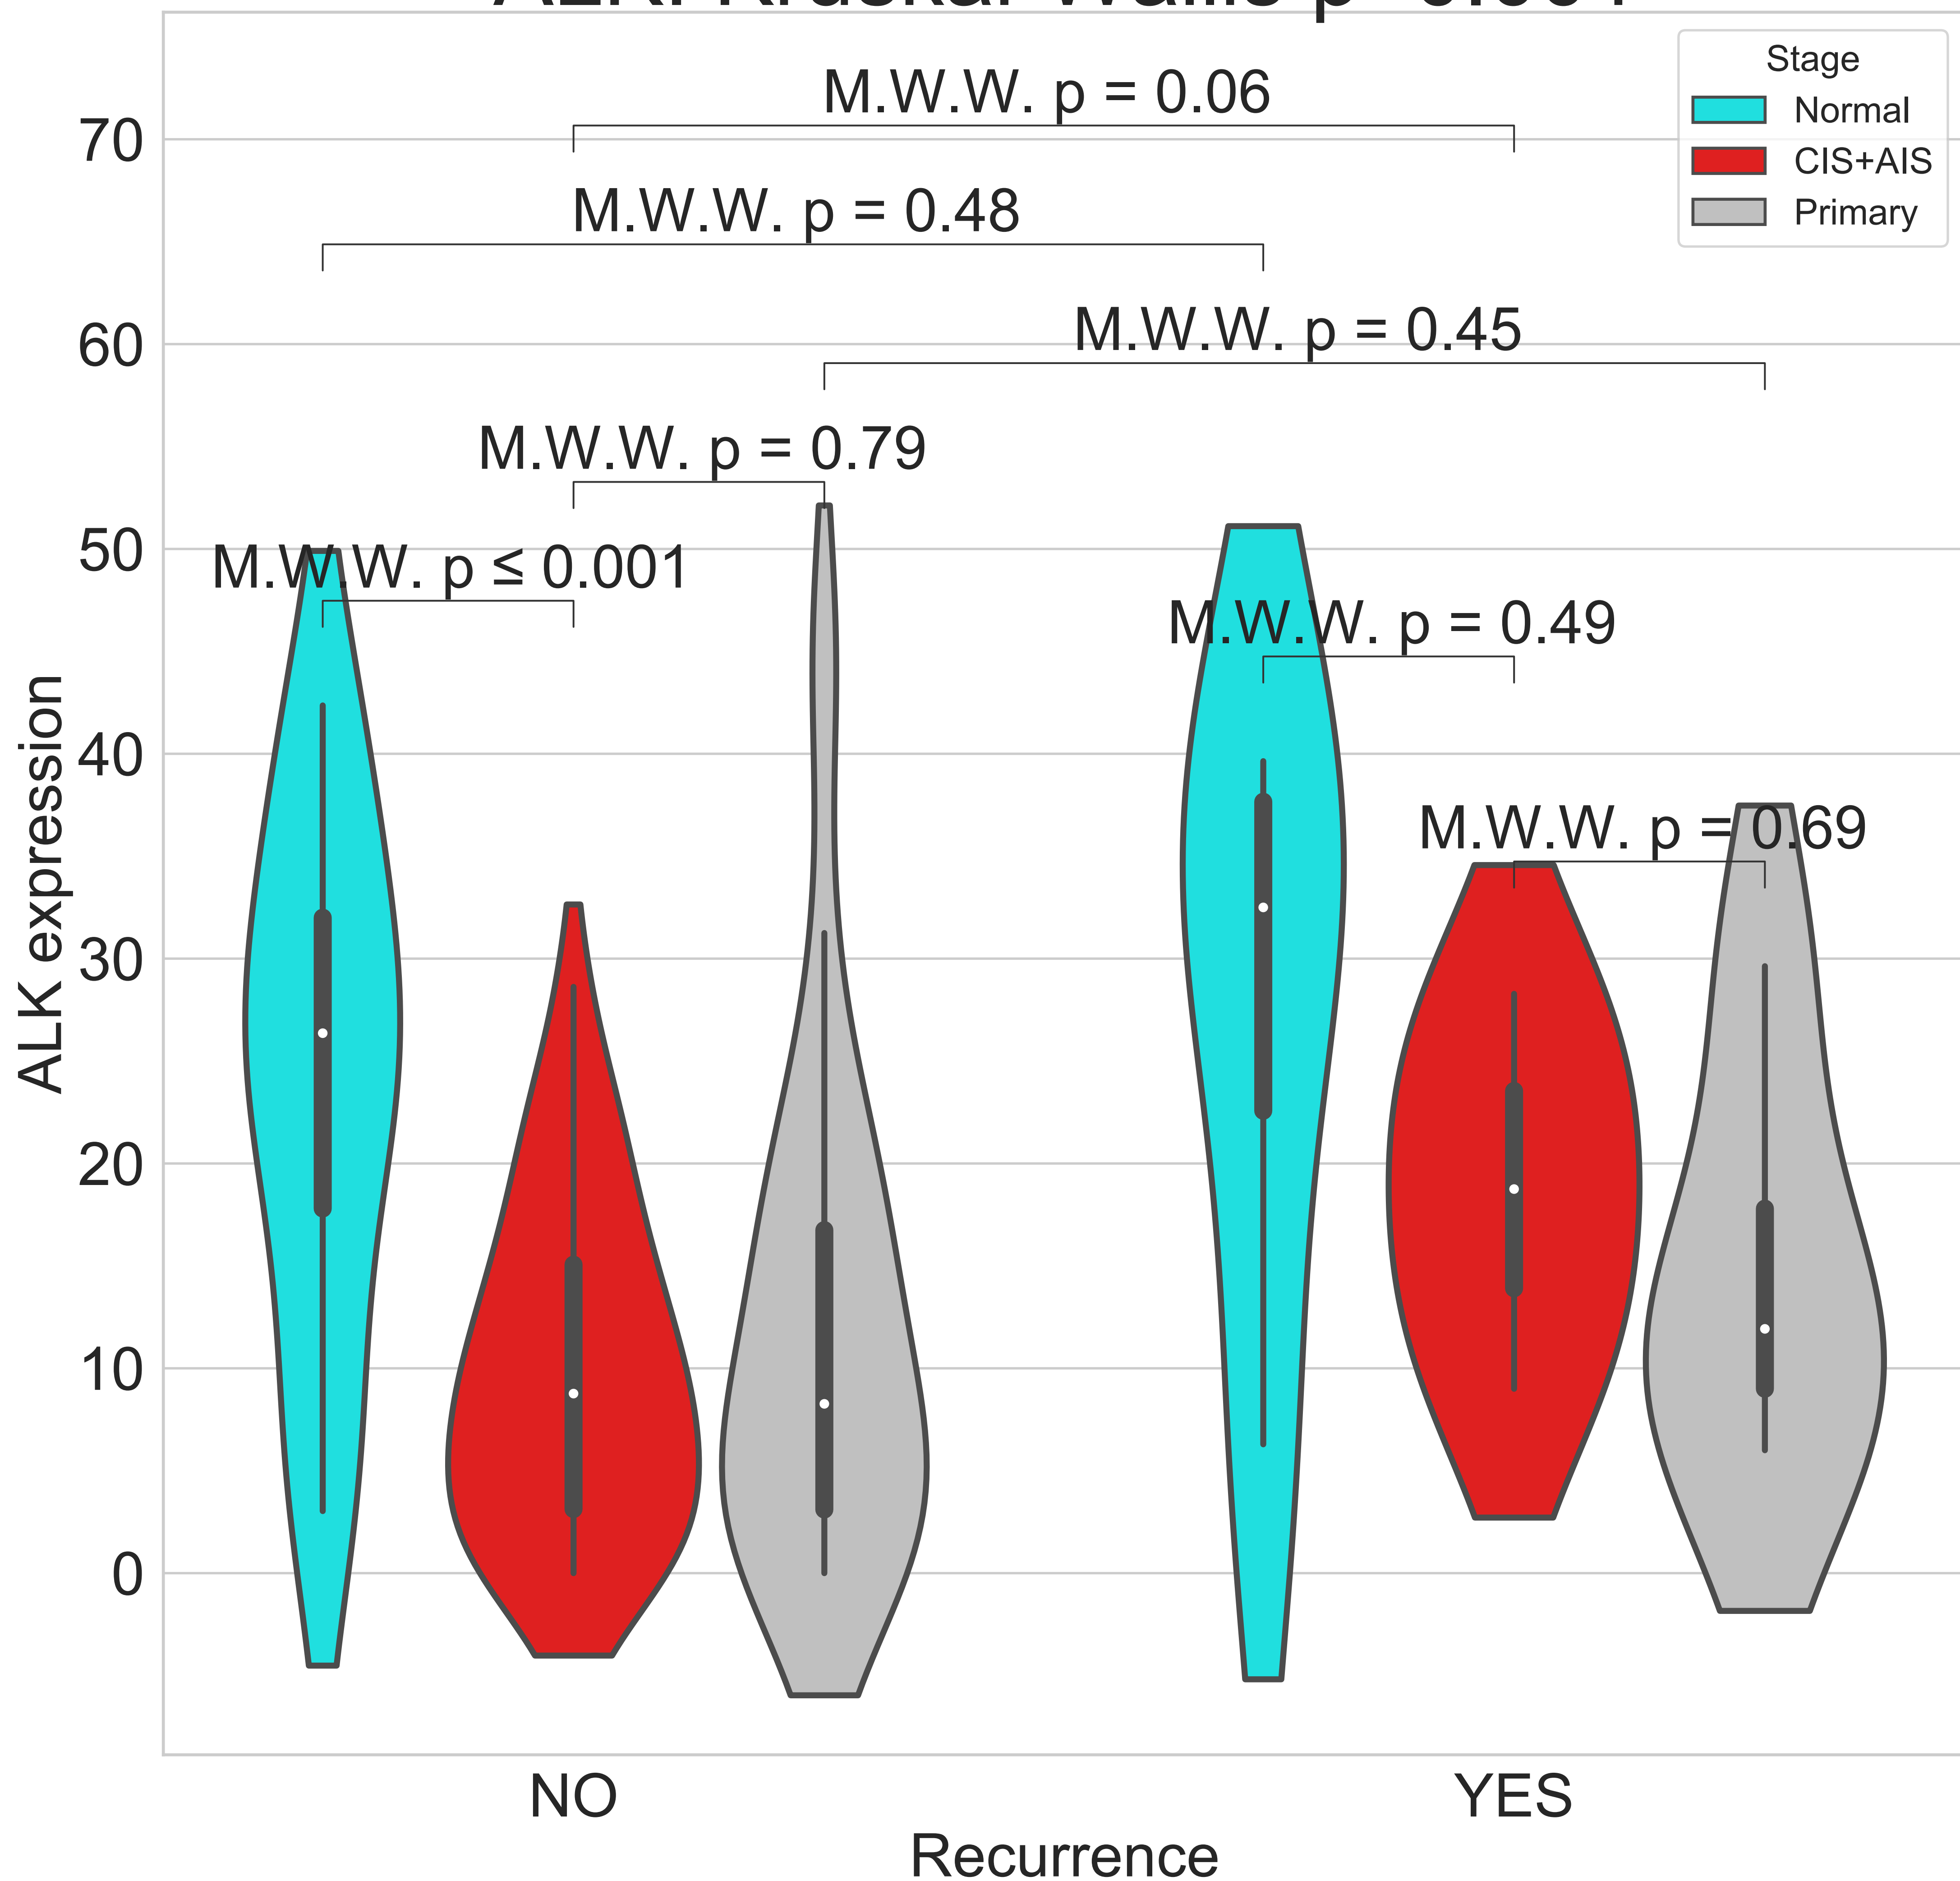 Stage
Normal
CIS+AIS
Primary
M.W.W. p = 0.06
M.W.W. p = 0.48
M.W.W. p = 0.45
M.W.W. p = 0.79
M.W.W. p ≤ 0.001
M.W.W. p = 0.49
M.W.W. p = 0.69
70
60
50
40
30
20
10
0
ALK expression
NO
YES
Recurrence